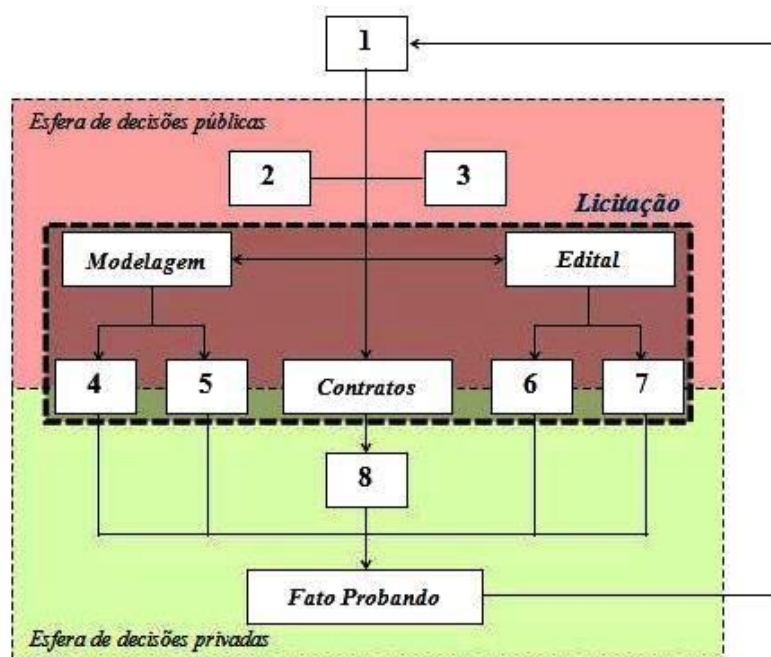 1
Esfera de decisões públicas
2
3
Licitação
Modelagem
Edital
4
5
Contratos
6
7
8
Fato Probando
Esfera de decisões privadas